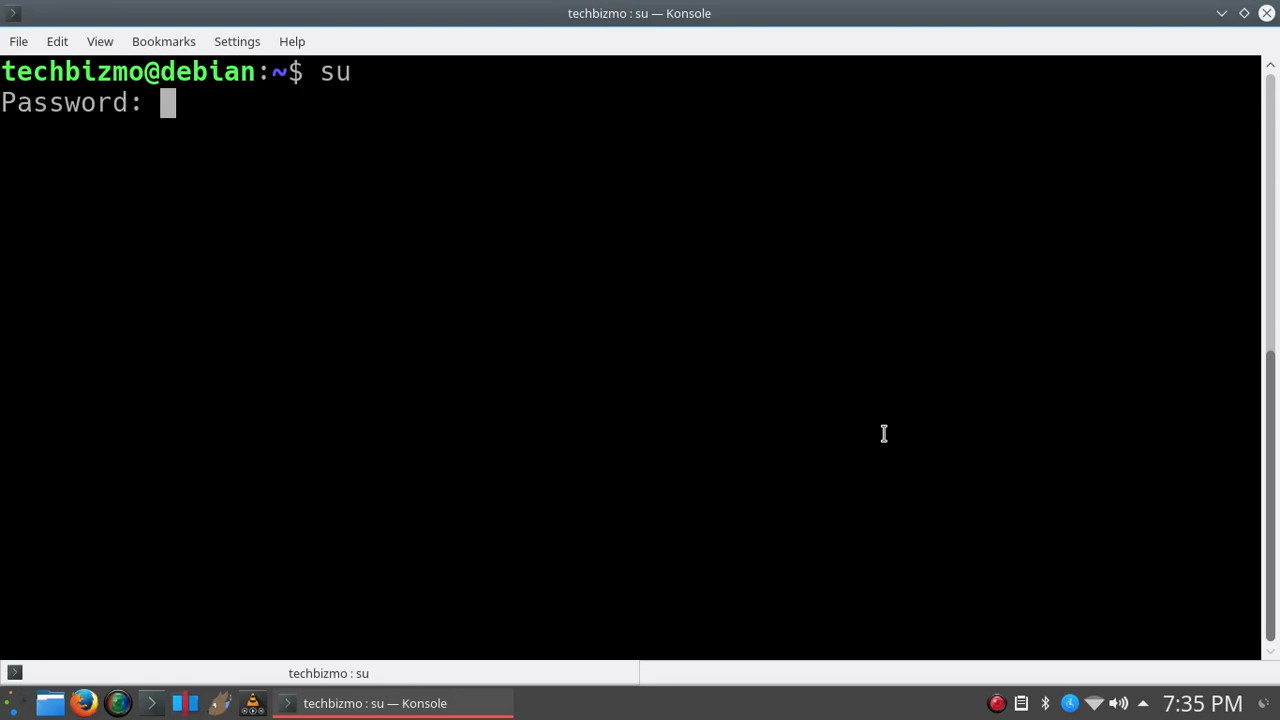 techbizmo : su — Konsole
File Edit View Bookmarks Settings Help
techbizmo@debian:~$ su
Password:
techbizmo : su
techbizmo : su — Konsole
7:35 PM